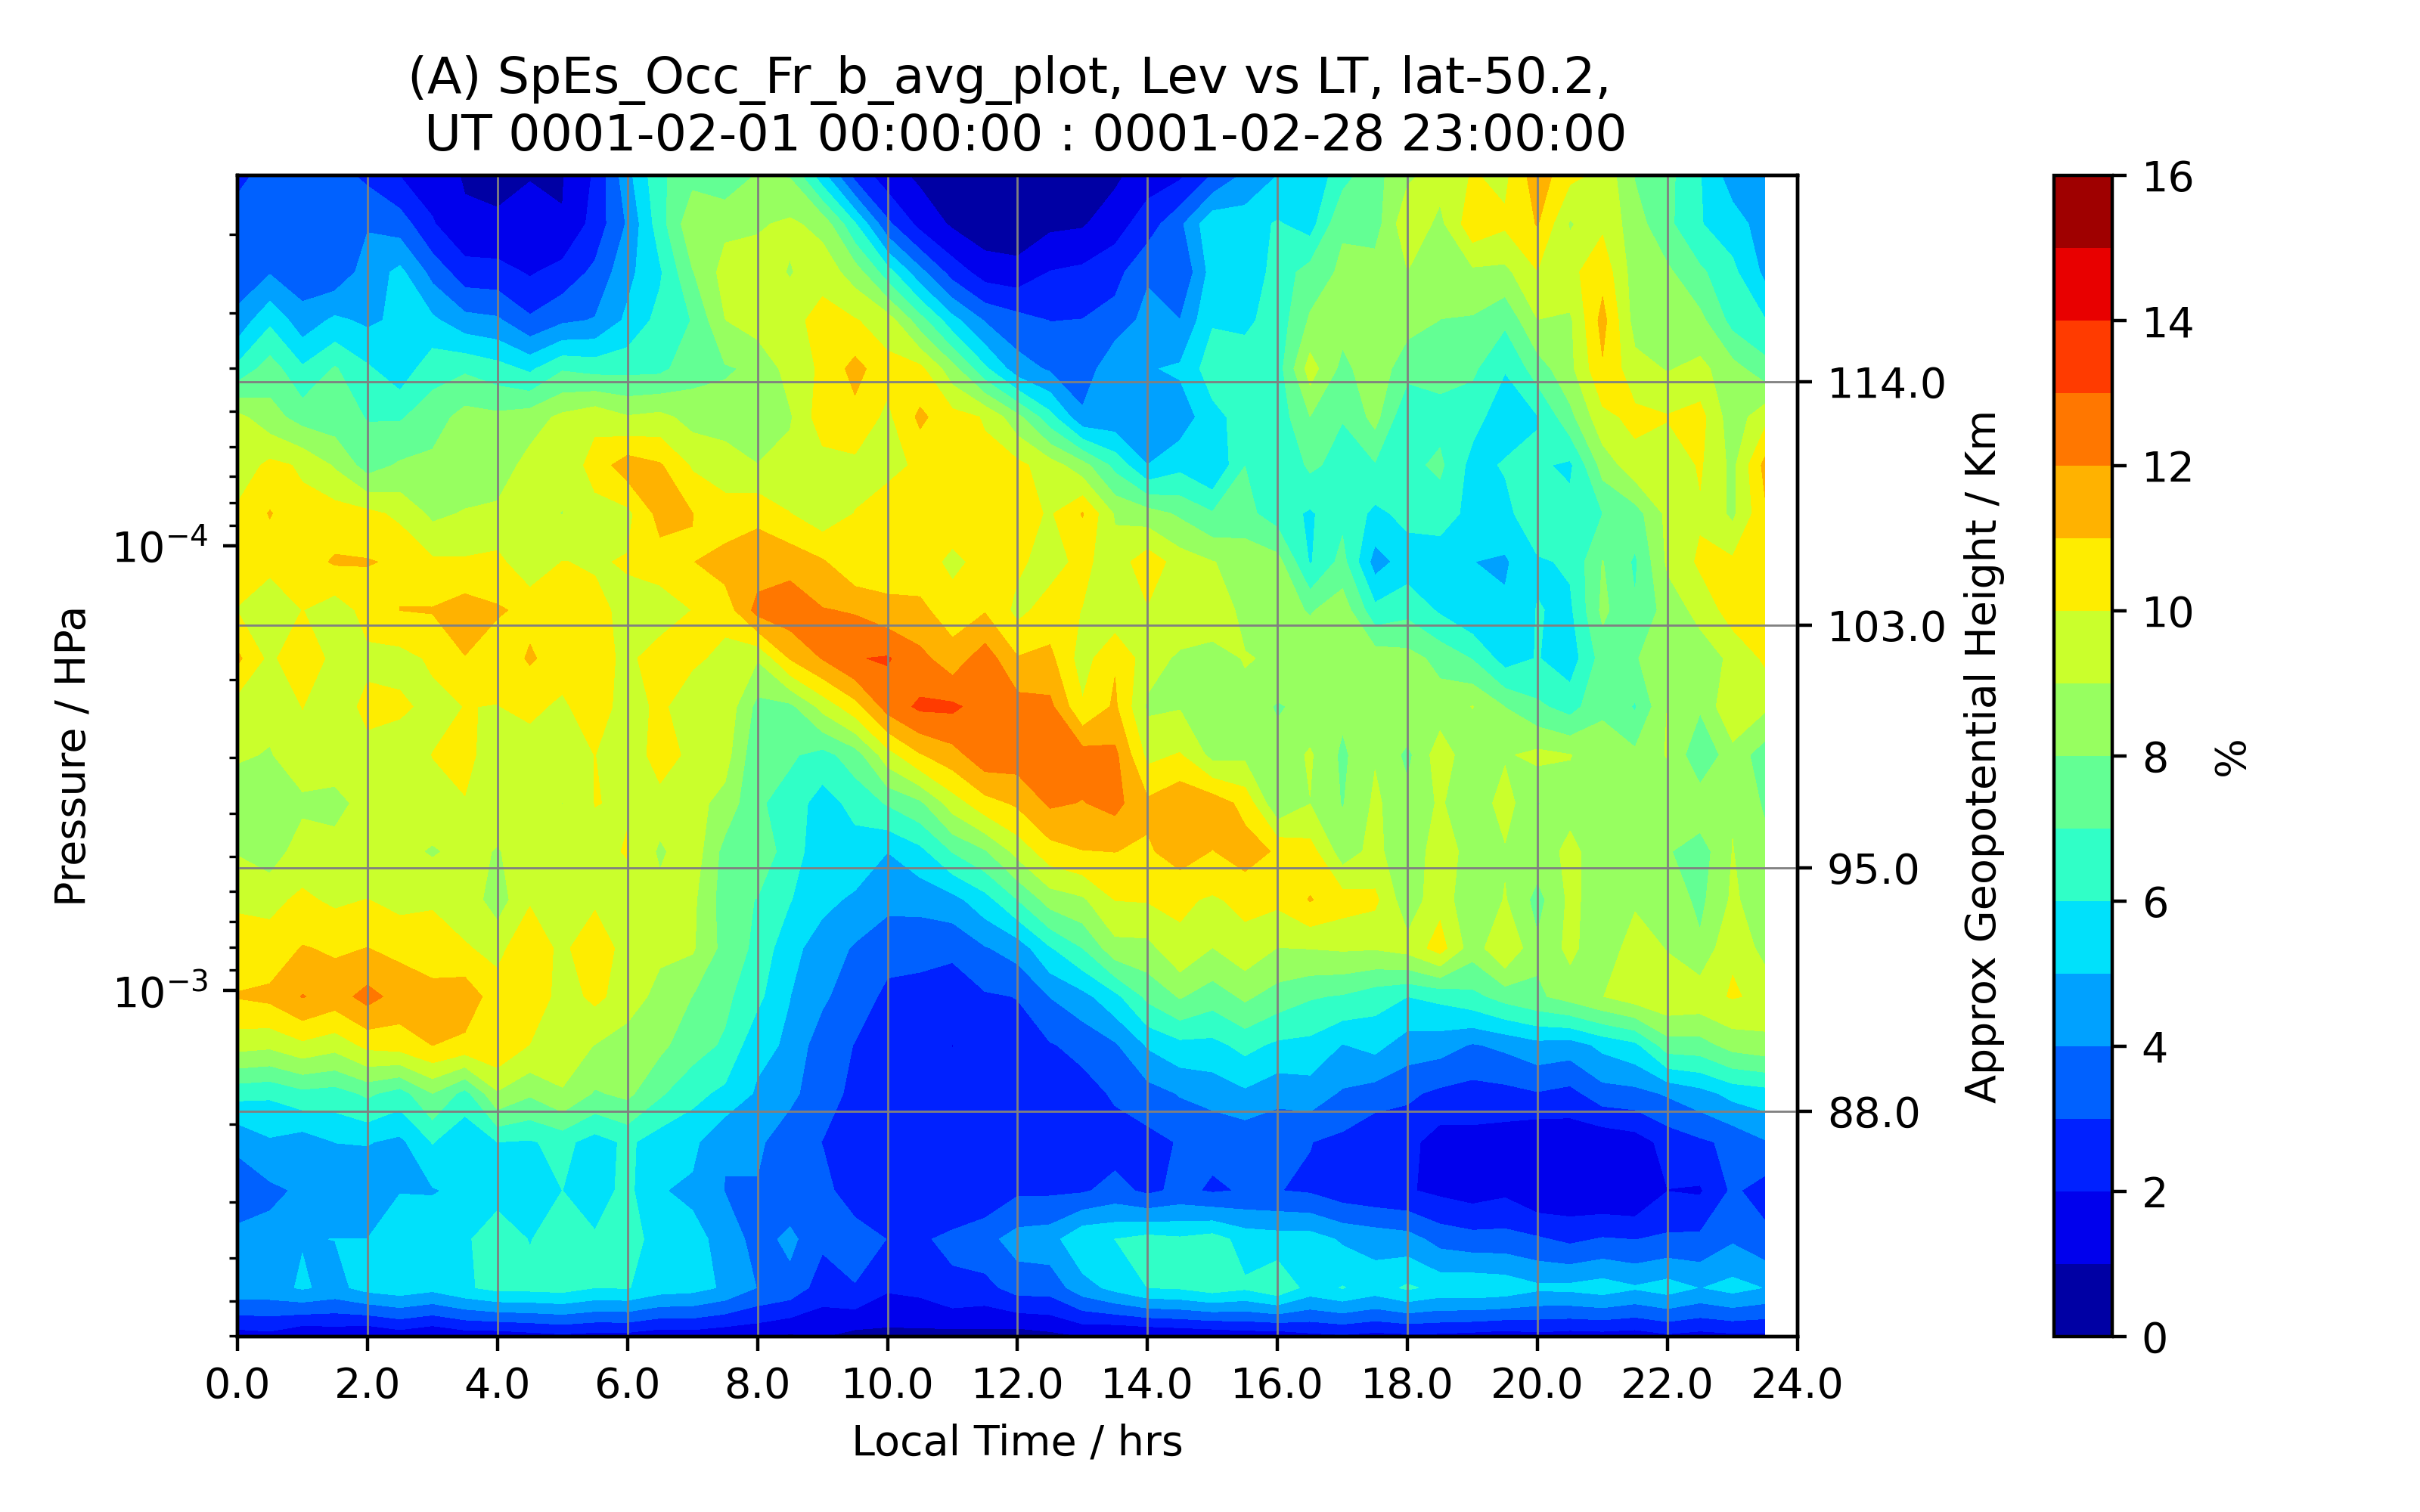 (A) SpEs_Occ_Fr_b_avg_plot, Lev vs LT, lat-50.2,
UT 0001-02-01 00:00:00 : 0001-02-28 23:00:00
Pressure / HPa
10⁻⁴
10⁻³
0.0 2.0 4.0 6.0 8.0 10.0 12.0 14.0 16.0 18.0 20.0 22.0 24.0
Local Time / hrs
114.0
103.0
95.0
88.0
Approx Geopotential Height / Km
16
14
12
10
8
6
4
2
0
%